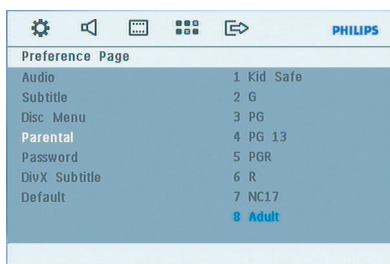 PHILIPS
Preference Page
Audio 1 Kid Safe
Subtitle 2 G
Disc Menu 3 PG
Parental 4 PG 13
Password 5 PGR
DivX Subtitle 6 R
Default 7 NC17
8 Adult